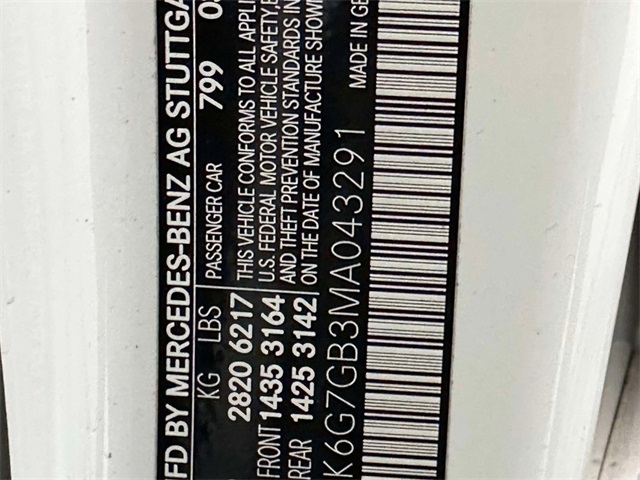 FD BY MERCEDES-BENZ AG STUTTGA
KG LBS PASSENGER CAR 799
2820 6217 THIS VEHICLE CONFORMS TO ALL APPLI
FRONT 1435 3164 U.S. FEDERAL MOTOR VEHICLE SAFETY,
REAR 1425 3142 AND THEFT PREVENTION STANDARDS IN
ON THE DATE OF MANUFACTURE SHOWN
K6G7GB3MA043291 MADE IN GE